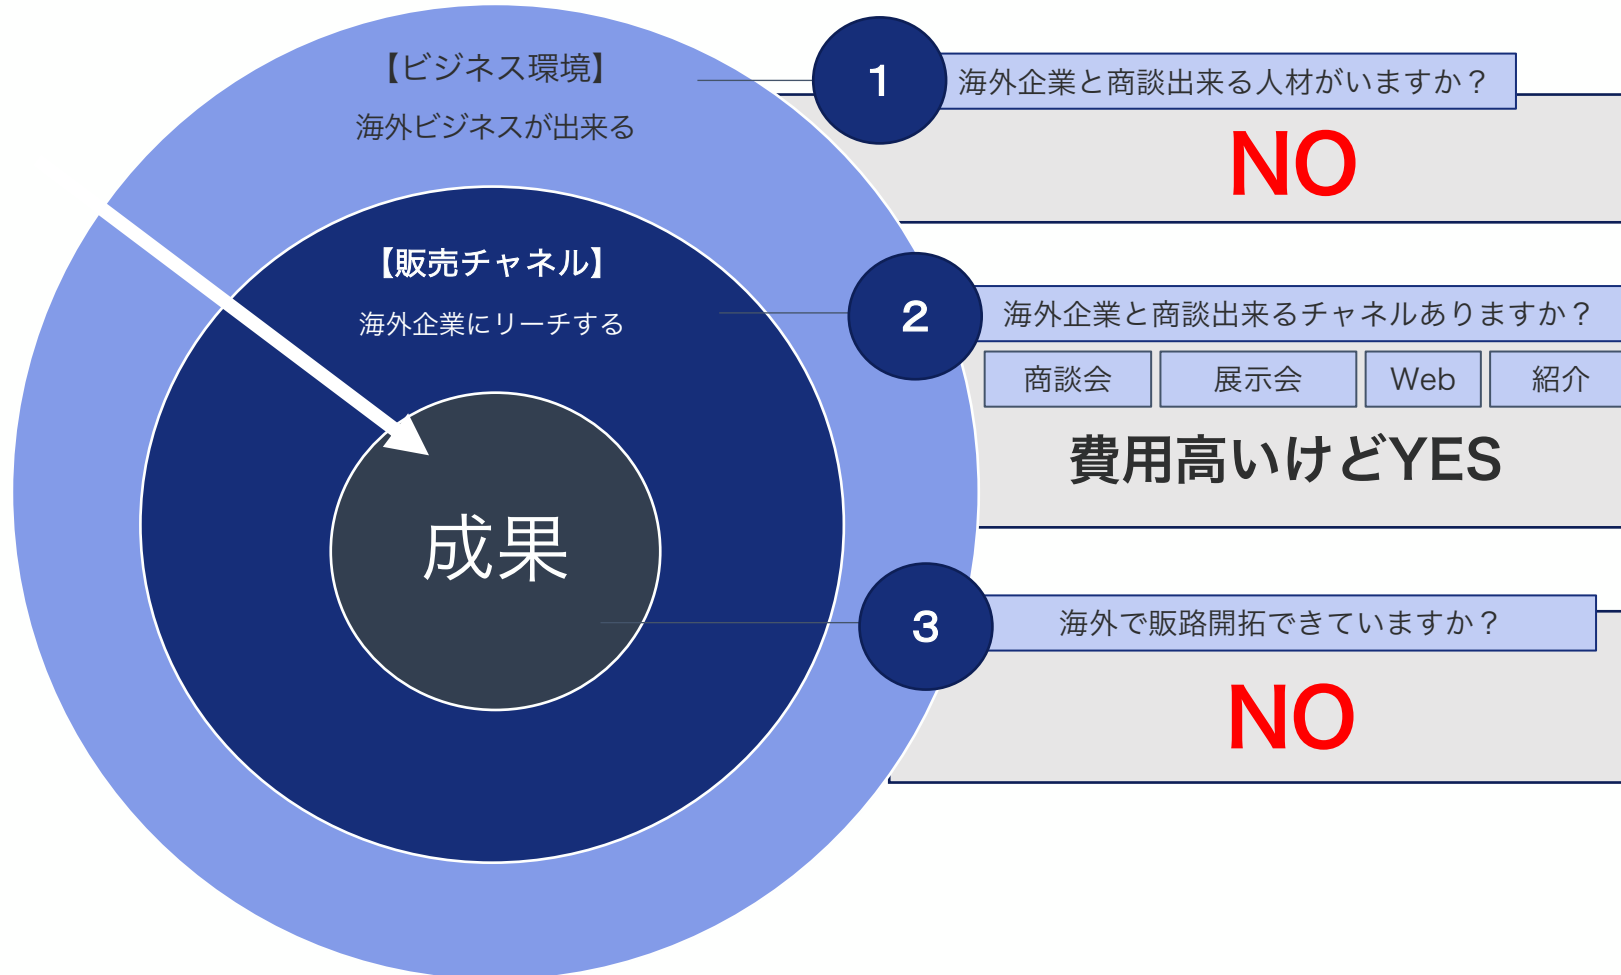 【ビジネス環境】
海外ビジネスが出来る
【販売チャネル】
海外企業にリーチする
成果
1
海外企業と商談出来る人材がいますか？
NO
2
海外企業と商談出来るチャネルありますか？
商談会
展示会
Web
紹介
費用高いけどYES
3
海外で販路開拓できていますか？
NO